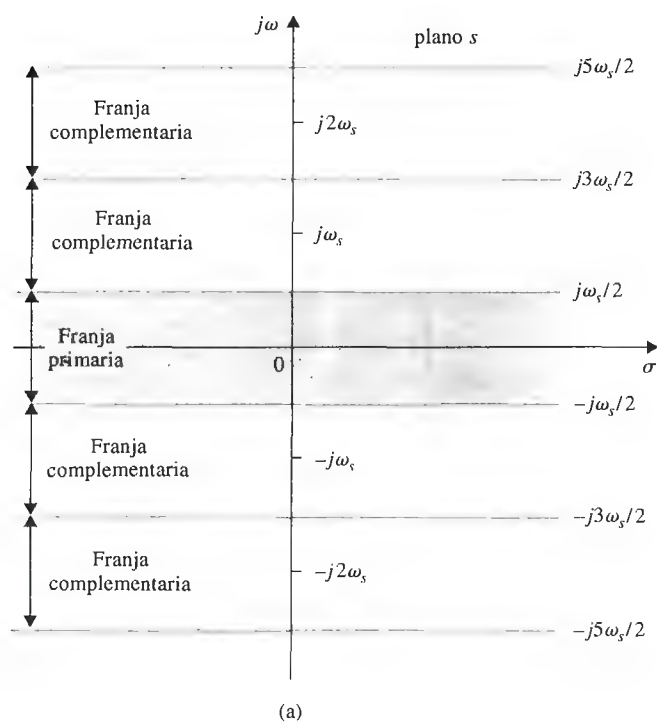 jω
plano s
j5ω_s/2
Franja
complementaria
j2ω_s
j3ω_s/2
Franja
complementaria
jω_s
jω_s/2
Franja
primaria
0
σ
-jω_s/2
Franja
complementaria
-jω_s
-j3ω_s/2
Franja
complementaria
-j2ω_s
-j5ω_s/2
(a)